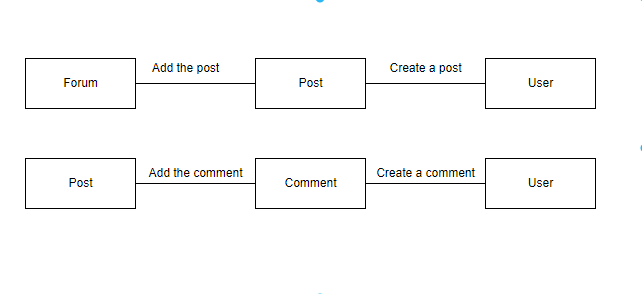 Add the post
Create a post
Forum
Post
User
Add the comment
Create a comment
Post
Comment
User